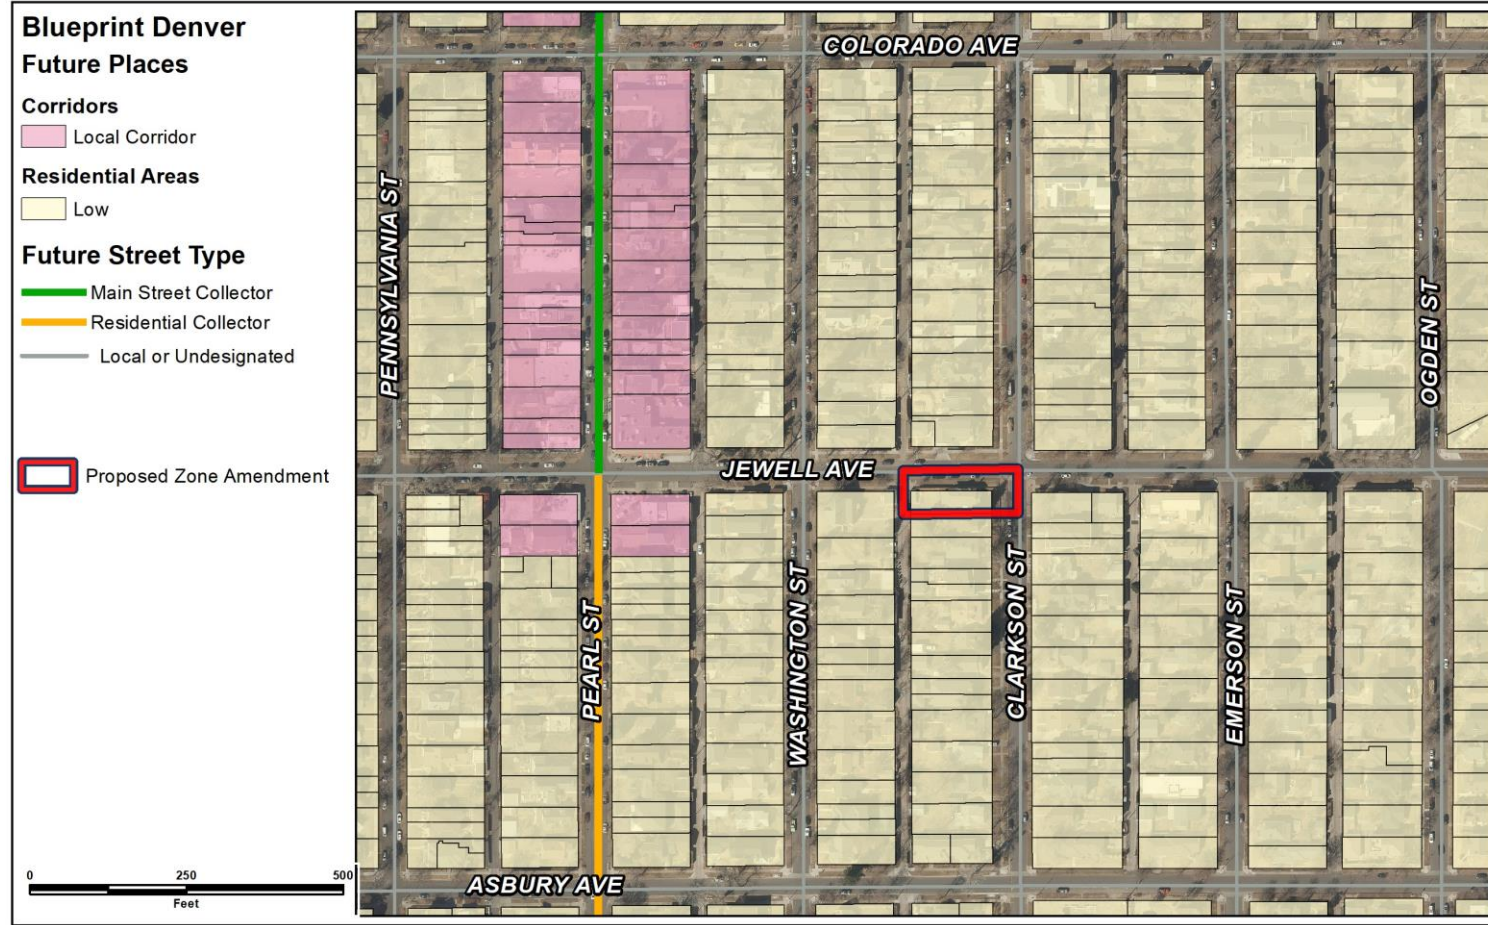 Blueprint Denver
Future Places
Corridors
Local Corridor
Residential Areas
Low
Future Street Type
Main Street Collector
Residential Collector
Local or Undesignated
Proposed Zone Amendment
0 250 500
Feet
COLORADO AVE
PENNSYLVANIA ST
OGDEN ST
JEWELL AVE
PEARL ST
WASHINGTON ST
CLARKSON ST
EMERSON ST
ASBURY AVE